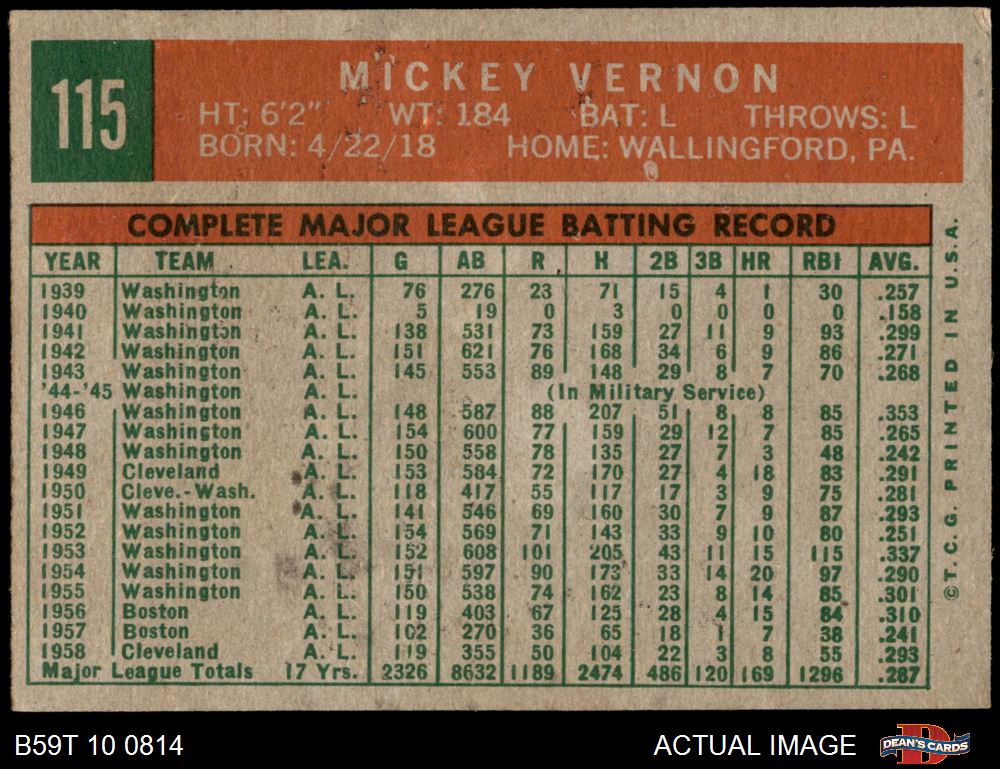 115
MICKEY VERNON
HT: 6'2" WT: 184 BAT: L THROWS: L
BORN: 4/22/18 HOME: WALLINGFORD, PA.
COMPLETE MAJOR LEAGUE BATTING RECORD
YEAR TEAM LEA. G AB R H 2B 3B HR RBI AVG.
1939 Washington A. L. 76 276 23 71 15 4 1 30 .257
1940 Washington A. L. 5 19 0 3 0 0 0 0 .158
1941 Washington A. L. 138 531 73 159 27 11 9 93 .299
1942 Washington A. L. 151 621 76 168 34 6 9 86 .271
1943 Washington A. L. 145 553 89 148 29 8 7 70 .268
'44-'45 Washington (In Military Service)
1946 Washington A. L. 148 587 88 207 51 8 8 85 .353
1947 Washington A. L. 154 600 77 159 29 12 7 85 .265
1948 Washington A. L. 150 558 78 135 27 7 3 48 .242
1949 Cleveland A. L. 153 584 72 170 27 4 18 83 .291
1950 Cleve.-Wash. A. L. 118 417 55 117 17 3 9 75 .281
1951 Washington A. L. 141 546 69 160 30 7 9 87 .293
1952 Washington A. L. 154 569 71 143 33 9 10 80 .251
1953 Washington A. L. 152 608 101 205 43 11 15 115 .337
1954 Washington A. L. 151 597 90 173 33 14 20 97 .290
1955 Washington A. L. 150 538 74 162 23 8 14 85 .301
1956 Boston A. L. 119 403 67 125 28 4 15 84 .310
1957 Boston A. L. 102 270 36 65 18 1 7 38 .241
1958 Cleveland A. L. 119 355 50 104 22 3 8 55 .293
Major League Totals 17 Yrs. 2326 8632 1189 2474 486 120 169 1296 .287
© T. C. G. PRINTED IN U.S.A.
B59T 10 0814
ACTUAL IMAGE
DEAN'S CARDS